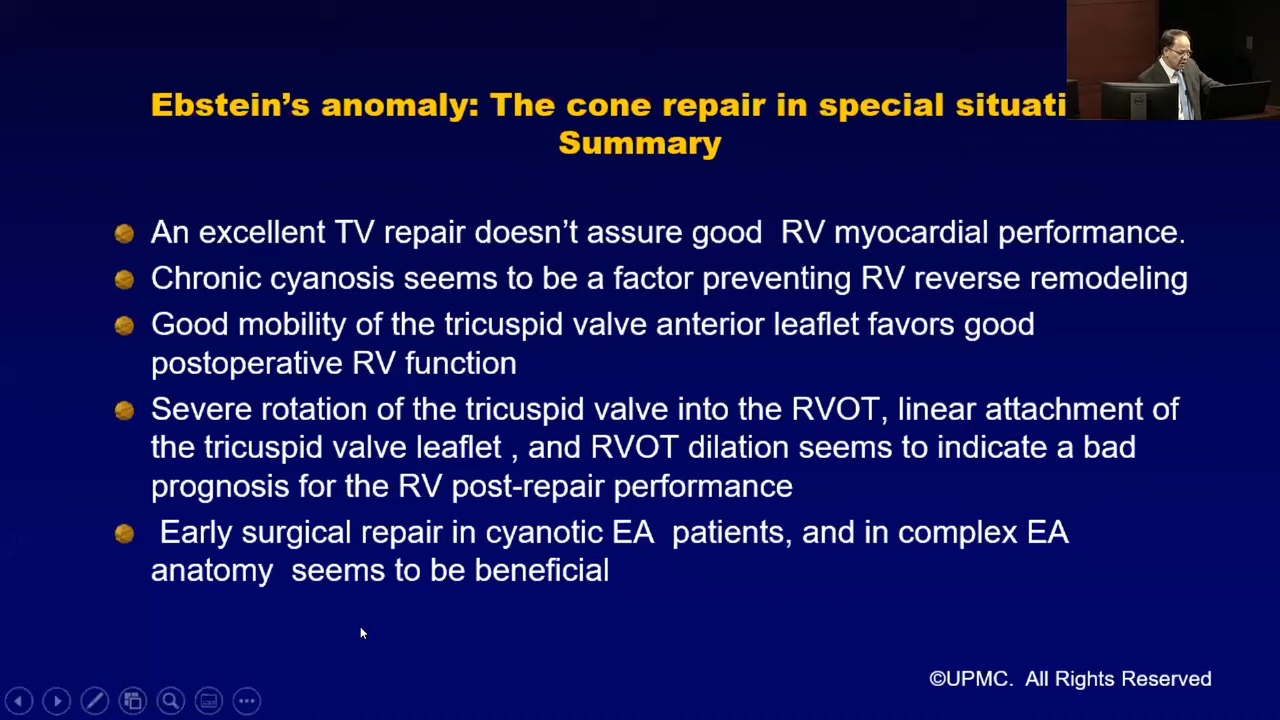 Ebstein's anomaly: The cone repair in special situati
Summary
An excellent TV repair doesn't assure good RV myocardial performance.
Chronic cyanosis seems to be a factor preventing RV reverse remodeling
Good mobility of the tricuspid valve anterior leaflet favors good
postoperative RV function
Severe rotation of the tricuspid valve into the RVOT, linear attachment of
the tricuspid valve leaflet , and RVOT dilation seems to indicate a bad
prognosis for the RV post-repair performance
Early surgical repair in cyanotic EA patients, and in complex EA
anatomy seems to be beneficial
©UPMC. All Rights Reserved